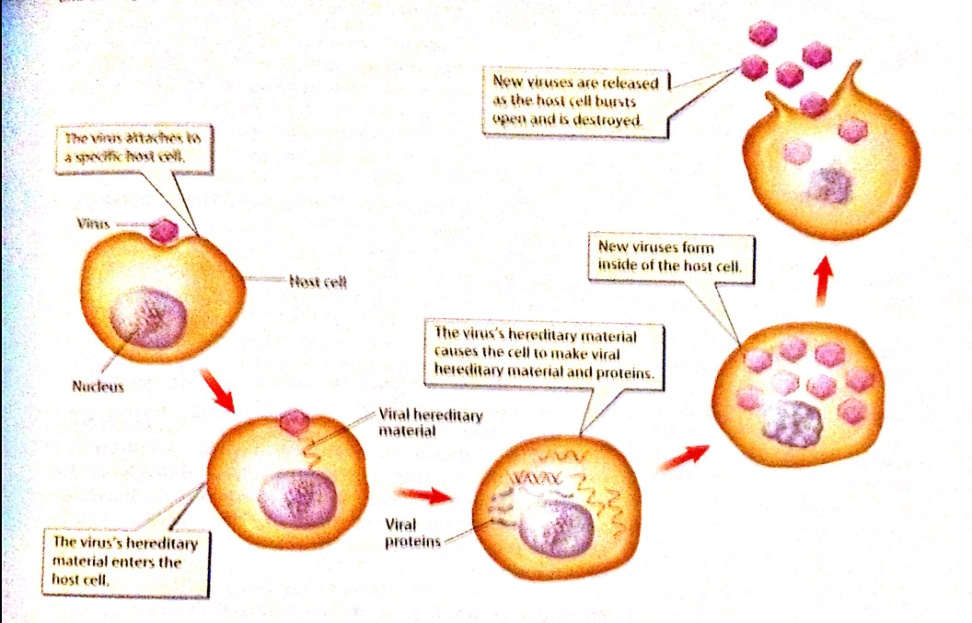 The virus attaches to
a specific host cell.
Virus
Host cell
Nucleus
The virus's hereditary
material enters the
host cell.
Viral hereditary
material
The virus's hereditary material
causes the cell to make viral
hereditary material and proteins.
Viral
proteins
New viruses form
inside of the host cell.
New viruses are released
as the host cell bursts
open and is destroyed.